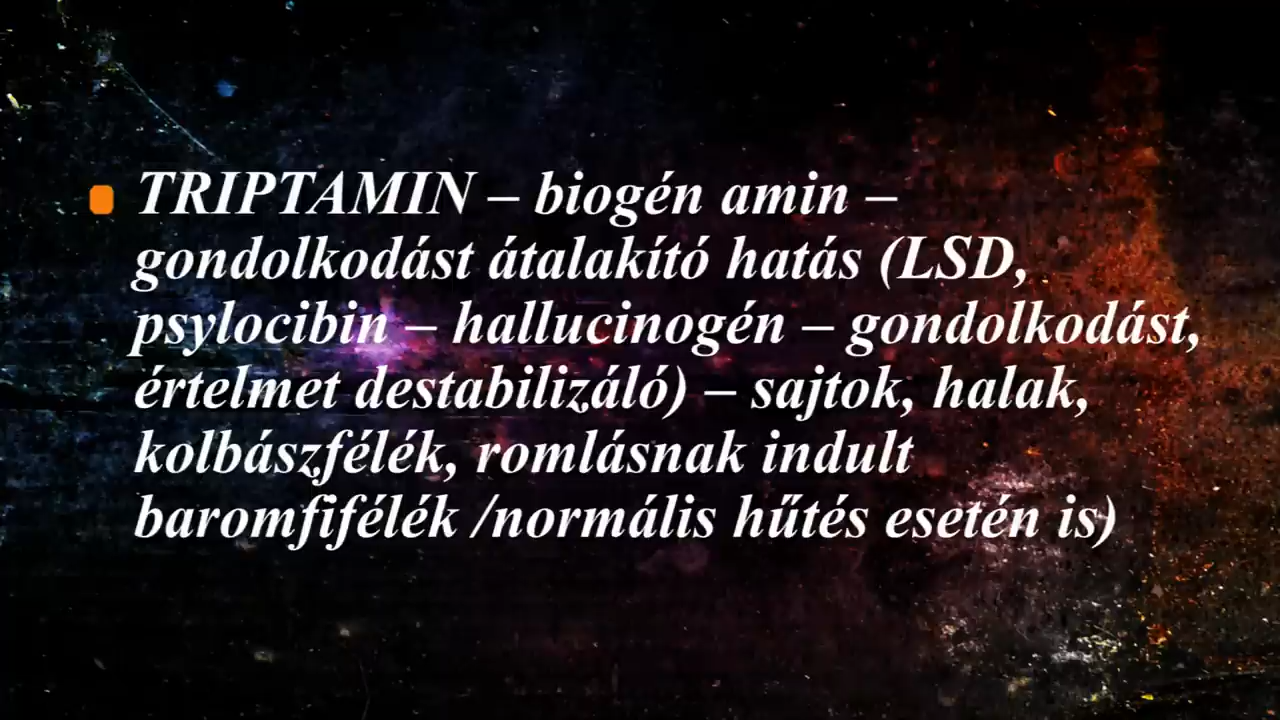 TRIPTAMIN – biogén amin –
gondolkodást átalakító hatás (LSD,
psylocibin – hallucinogén – gondolkodást,
értelmet destabilizáló) – sajtok, halak,
kolbászfélék, romlásnak indult
baromfifélék /normális hűtés esetén is)